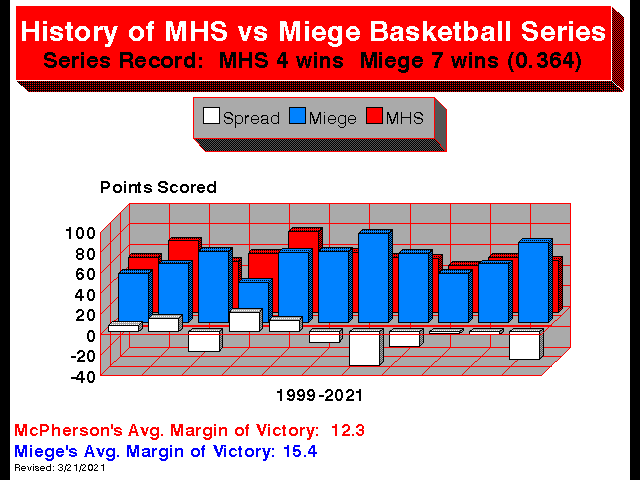 History of MHS vs Miege Basketball Series
Series Record:  MHS 4 wins  Miege 7 wins (0.364)
Spread Miege MHS
Points Scored
100
80
60
40
20
0
-20
-40
1999-2021
McPherson's Avg. Margin of Victory:  12.3
Miege's Avg. Margin of Victory: 15.4
Revised: 3/21/2021